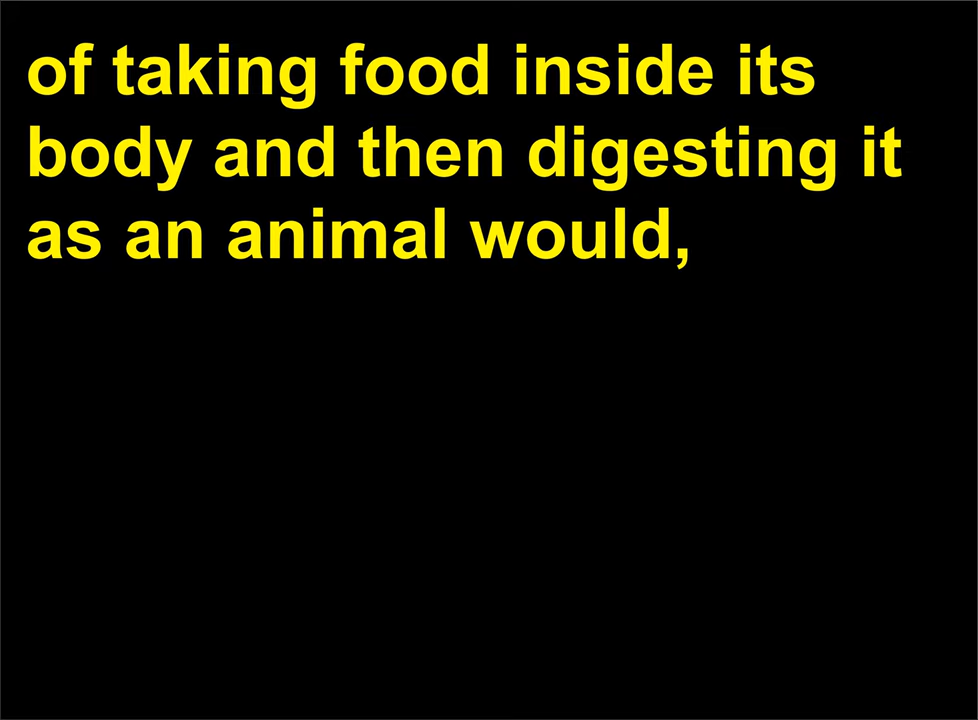 of taking food inside its
body and then digesting it
as an animal would,